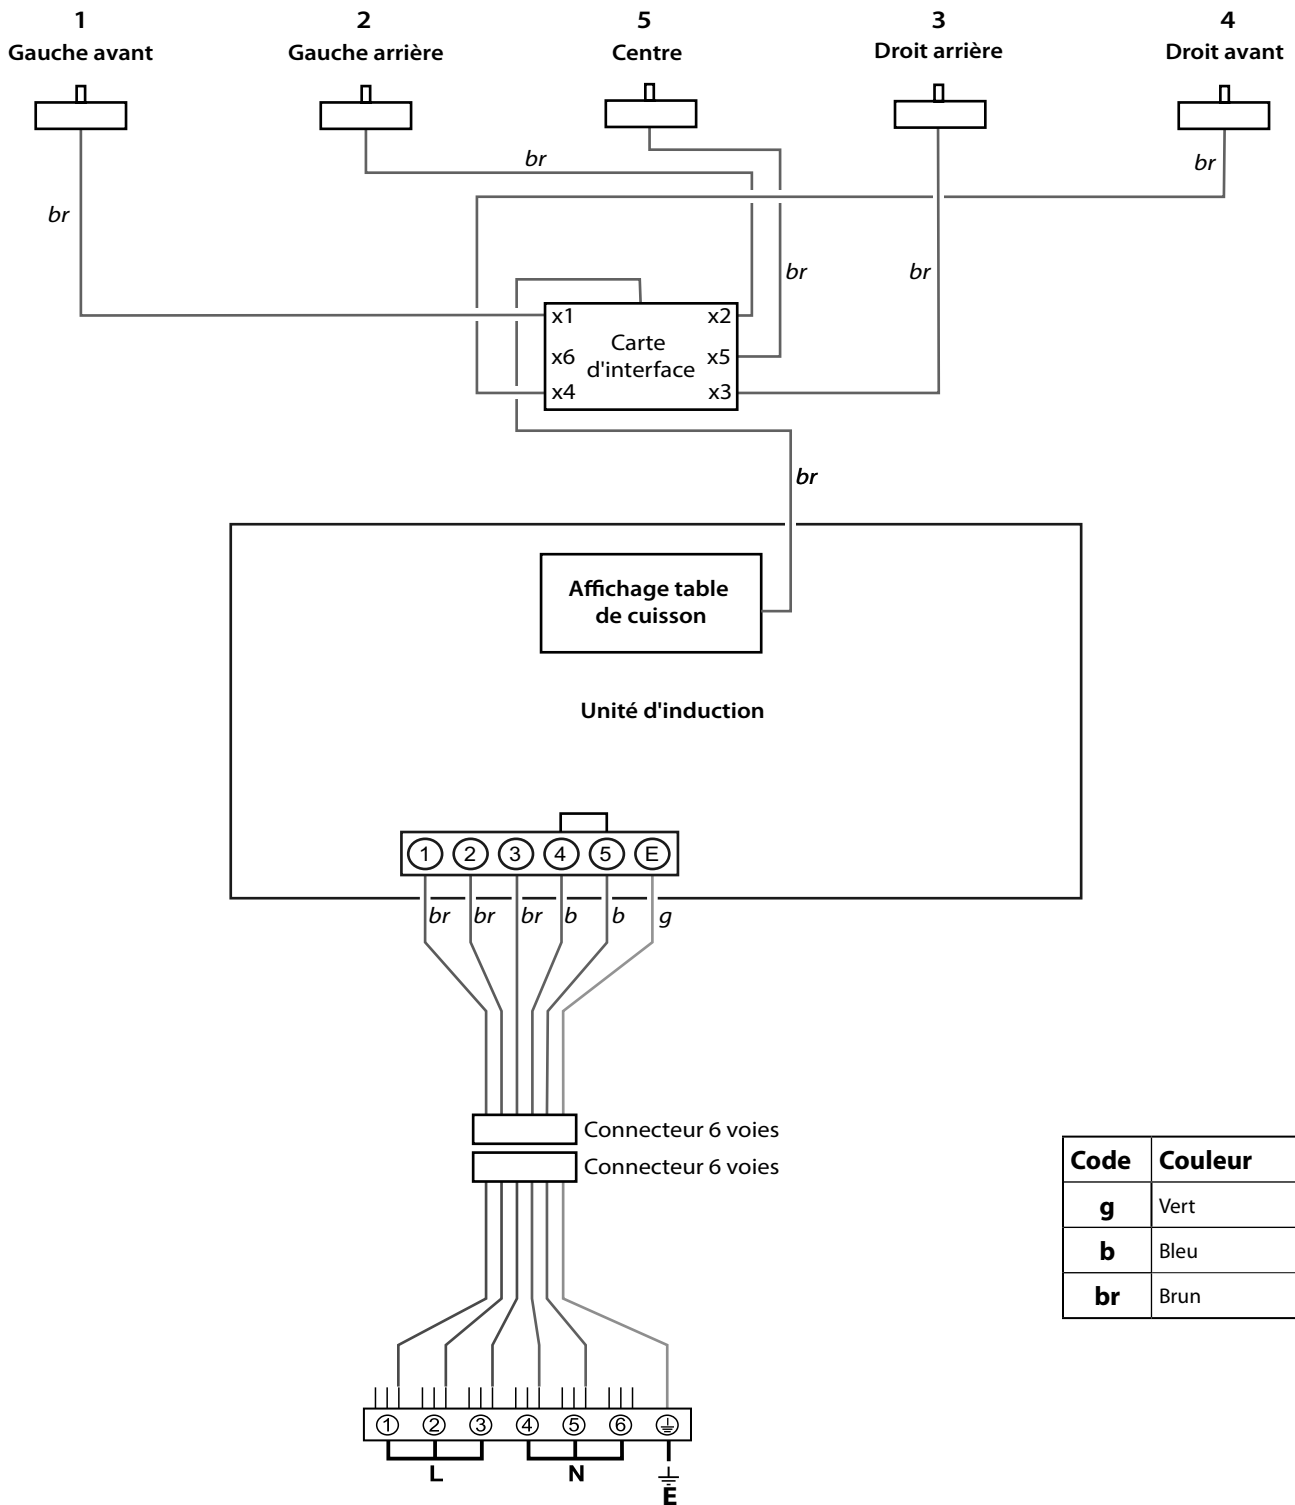 1
Gauche avant
2
Gauche arrière
5
Centre
3
Droit arrière
4
Droit avant
br
br
br
br
br
x1
x2
Carte
x6
x5
d'interface
x4
x3
br
Affichage table
de cuisson
Unité d'induction
1 2 3 4 5 E
br br br b b g
Connecteur 6 voies
Connecteur 6 voies
Code Couleur
g Vert
b Bleu
br Brun
1 2 3 4 5 6
L N
E